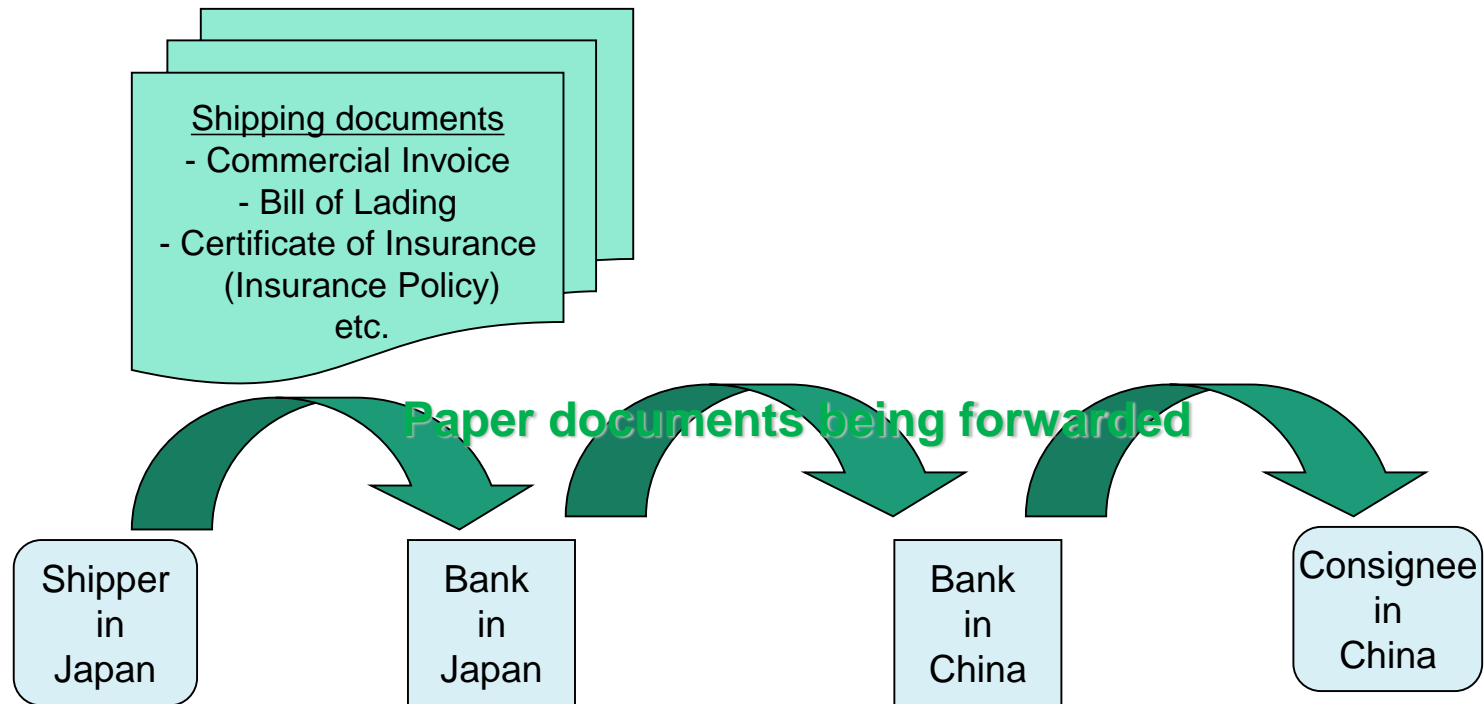 Shipping documents
- Commercial Invoice
- Bill of Lading
- Certificate of Insurance
(Insurance Policy)
etc.
Paper documents being forwarded
Shipper
in
Japan
Bank
in
Japan
Bank
in
China
Consignee
in
China